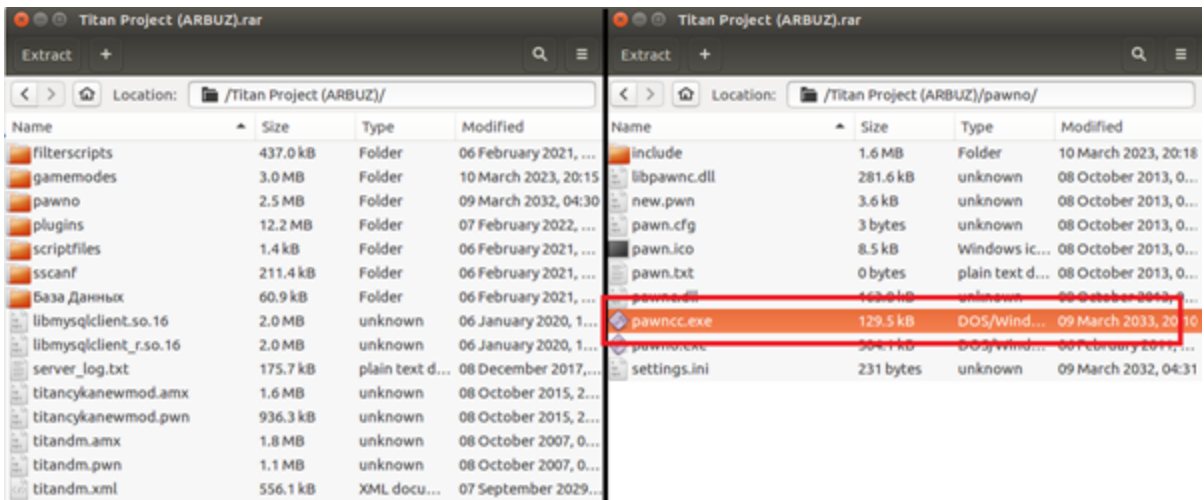 Titan Project (ARBUZ).rar
Extract +
Location: /Titan Project (ARBUZ)/
Name Size Type Modified
filterscripts 437.0 kB Folder 06 February 2021, ...
gamemodes 3.0 MB Folder 10 March 2023, 20:15
pawno 2.5 MB Folder 09 March 2032, 04:30
plugins 12.2 MB Folder 07 February 2022, ...
scriptfiles 1.4 kB Folder 06 February 2021, ...
sscanf 211.4 kB Folder 06 February 2021, ...
База Данных 60.9 kB Folder 06 February 2021, ...
libmysqlclient.so.16 2.0 MB unknown 06 January 2020, 1...
libmysqlclient_r.so.16 2.0 MB unknown 06 January 2020, 1...
server_log.txt 175.7 kB plain text d... 08 December 2017,...
titancykanewmod.amx 1.6 MB unknown 08 October 2015, 2...
titancykanewmod.pwn 936.3 kB unknown 08 October 2015, 2...
titandm.amx 1.8 MB unknown 08 October 2007, 0...
titandm.pwn 1.1 MB unknown 08 October 2007, 0...
titandm.xml 556.1 kB XML docu... 07 September 2029...
Titan Project (ARBUZ).rar
Extract +
Location: /Titan Project (ARBUZ)/pawno/
Name Size Type Modified
include 1.6 MB Folder 10 March 2023, 20:18
libpawnc.dll 281.6 kB unknown 08 October 2013, 0...
new.pwn 3.6 kB unknown 08 October 2013, 0...
pawn.cfg 3 bytes unknown 08 October 2013, 0...
pawn.ico 8.5 kB Windows ic... 08 October 2013, 0...
pawn.txt 0 bytes plain text d... 08 October 2013, 0...
unknown 08 October 2013, 0...
pawncc.exe 129.5 kB DOS/Wind... 09 March 2033, 20:10
pawno.exe DOS/Wind...
settings.ini 231 bytes unknown 09 March 2032, 04:31